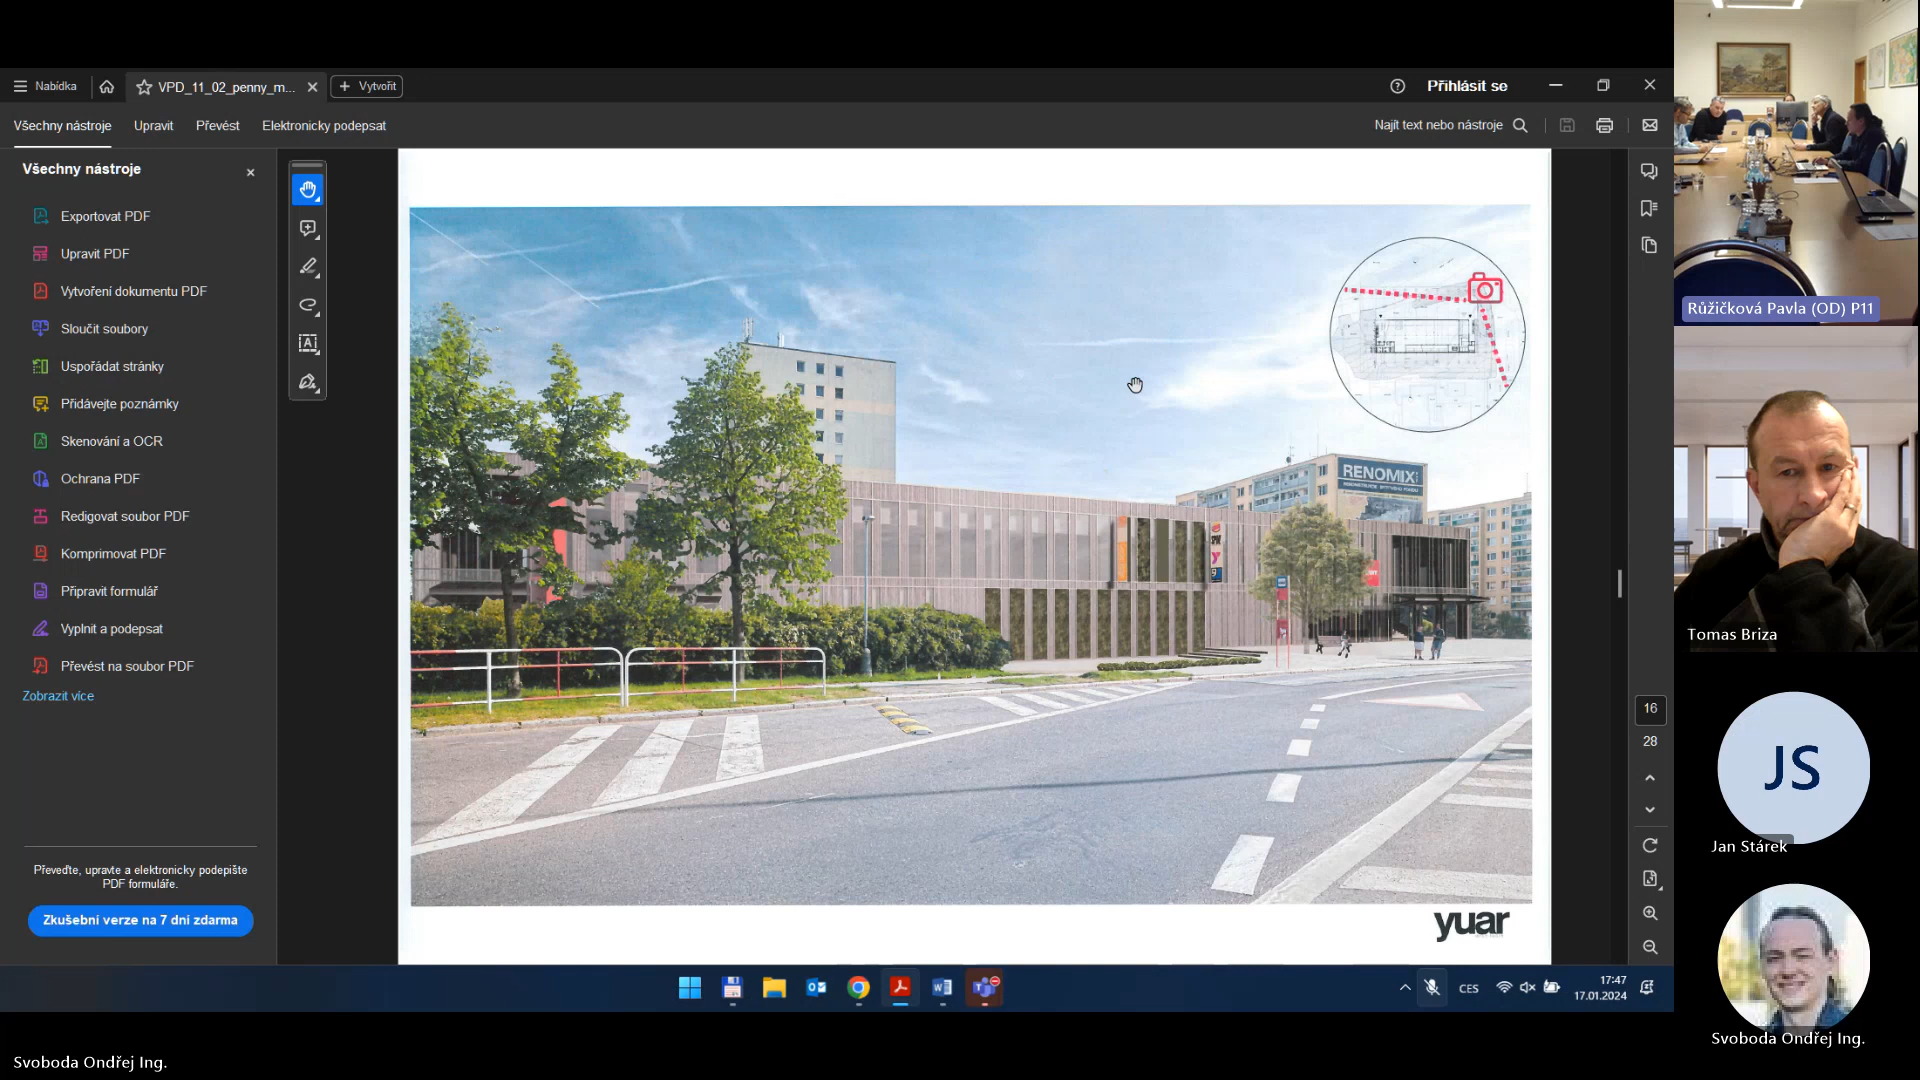 Nabídka
VPD_11_02_penny_m...
Vytvořit
Přihlásit se
Všechny nástroje
Upravit
Převést
Elektronicky podepsat
Najít text nebo nástroje
Všechny nástroje
Exportovat PDF
Upravit PDF
Vytvoření dokumentu PDF
Sloučit soubory
Uspořádat stránky
Přidávejte poznámky
Skenování a OCR
Ochrana PDF
Redigovat soubor PDF
Komprimovat PDF
Připravit formulář
Vyplnit a podepsat
Převést na soubor PDF
Zobrazit více
Převeďte, upravte a elektronicky podepište
PDF formuláře.
Zkušební verze na 7 dní zdarma
RENOMIX
yuar
16
28
CES
17:47
17.01.2024
Růžičková Pavla (OD) P11
Tomas Briza
JS
Jan Stárek
Svoboda Ondřej Ing.
Svoboda Ondřej Ing.